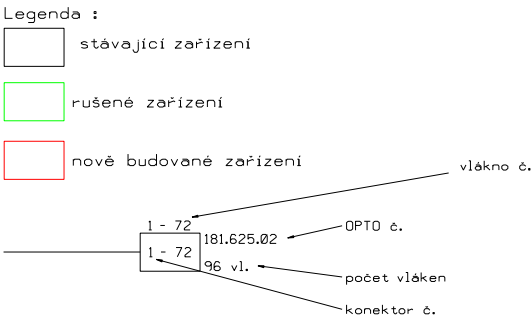 Legenda :
stávající zařízení
rušené zařízení
nově budované zařízení
vlákno č.
1 - 72
OPTO č.
181.625.02
1 - 72
96 vl.
počet vláken
konektor č.